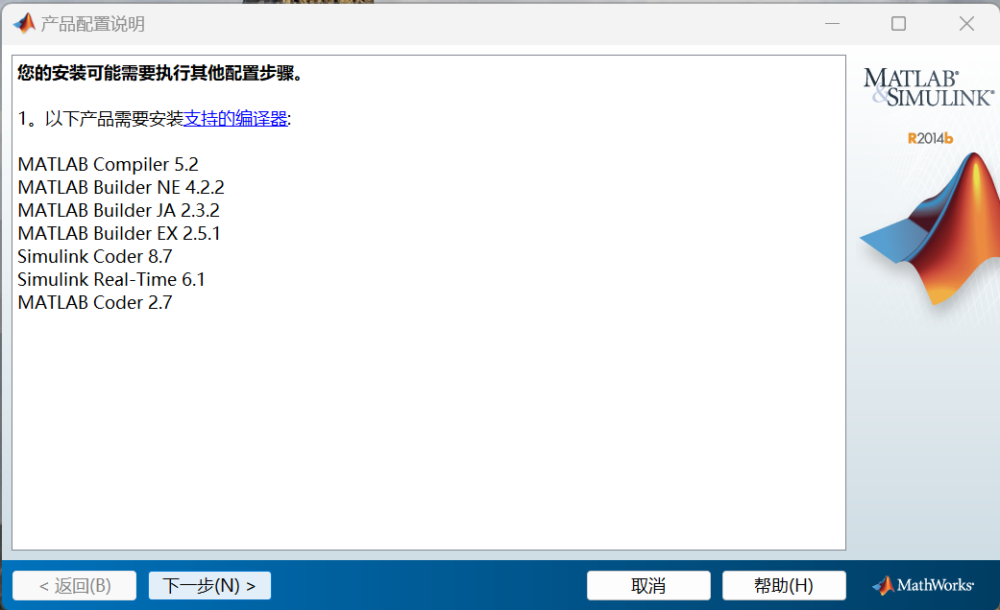 产品配置说明
您的安装可能需要执行其他配置步骤。
1。以下产品需要安装支持的编译器:
MATLAB Compiler 5.2
MATLAB Builder NE 4.2.2
MATLAB Builder JA 2.3.2
MATLAB Builder EX 2.5.1
Simulink Coder 8.7
Simulink Real-Time 6.1
MATLAB Coder 2.7
MATLAB®
&SIMULINK®
R2014b
< 返回(B)
下一步(N) >
取消
帮助(H)
MathWorks®